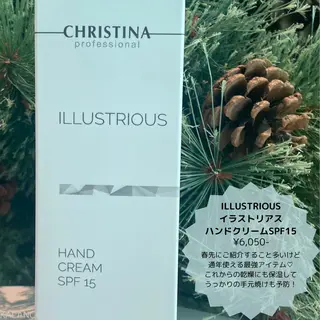 CHRISTINA
professional
ILLUSTRIOUS
HAND
CREAM
SPF 15
ILLUSTRIOUS
イラストリアス
ハンドクリームSPF15
¥6,050-
春先にご紹介すること多いけど
通年使える最強アイテム♡
これからの乾燥にも保湿して
うっかりの手元焼けも予防！